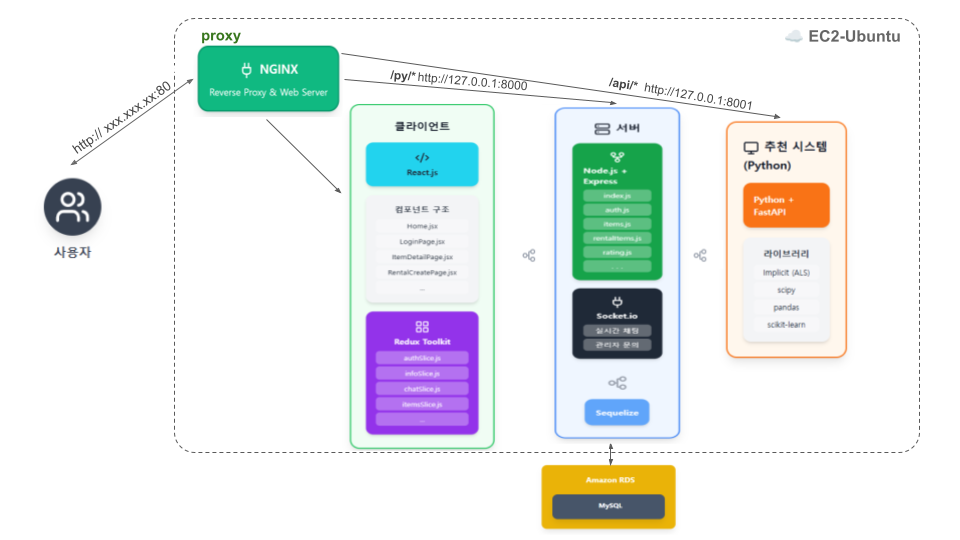 proxy
EC2-Ubuntu
NGINX
Reverse Proxy & Web Server
/py/* http://127.0.0.1:8000
/api/* http://127.0.0.1:8001
http:// xxx.xxx.xx:80
사용자
클라이언트
</>
React.js
컴포넌트 구조
Home.jsx
LoginPage.jsx
ItemDetailPage.jsx
RentalCreatePage.jsx
...
Redux Toolkit
authSlice.js
infoSlice.js
chatSlice.js
itemsSlice.js
...
서버
Node.js +
Express
index.js
auth.js
items.js
rentalItems.js
rating.js
...
Socket.io
실시간 채팅
관리자 문의
Sequelize
추천 시스템
(Python)
Python +
FastAPI
라이브러리
Implicit (ALS)
scipy
pandas
scikit-learn
Amazon RDS
MySQL